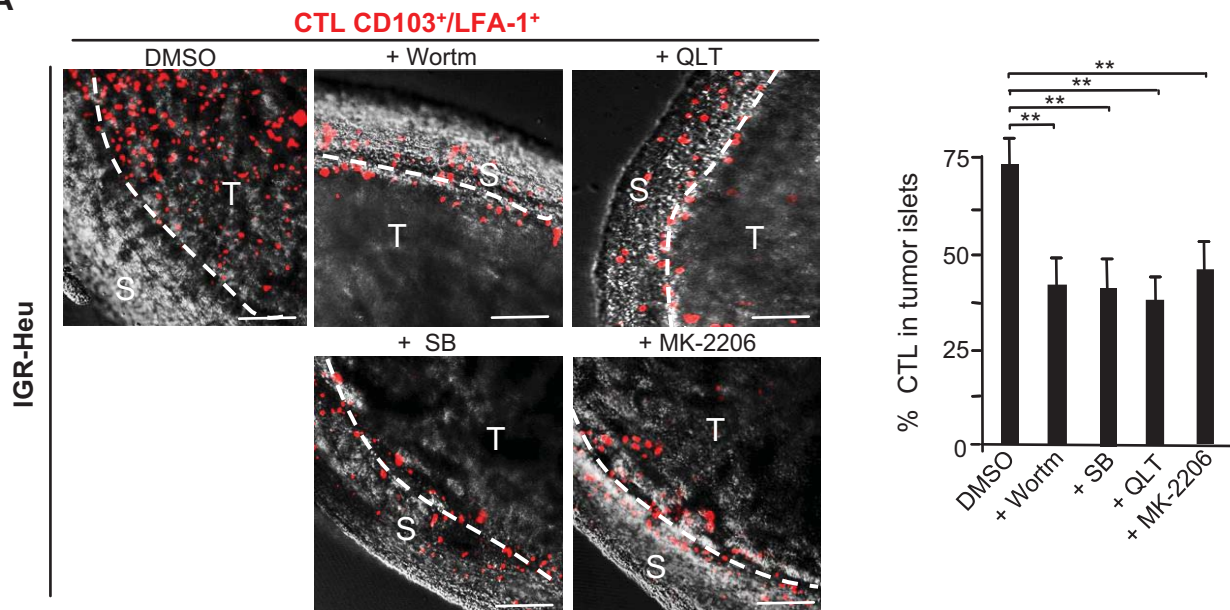 A
CTL CD103⁺/LFA-1⁺
DMSO
+ Wortm
+ QLT
T
S
S
T
S
T
+ SB
+ MK-2206
T
S
T
S
IGR-Heu
**
**
**
**
% CTL in tumor islets
75
50
25
0
DMSO
+ Wortm
+ SB
+ QLT
+ MK-2206